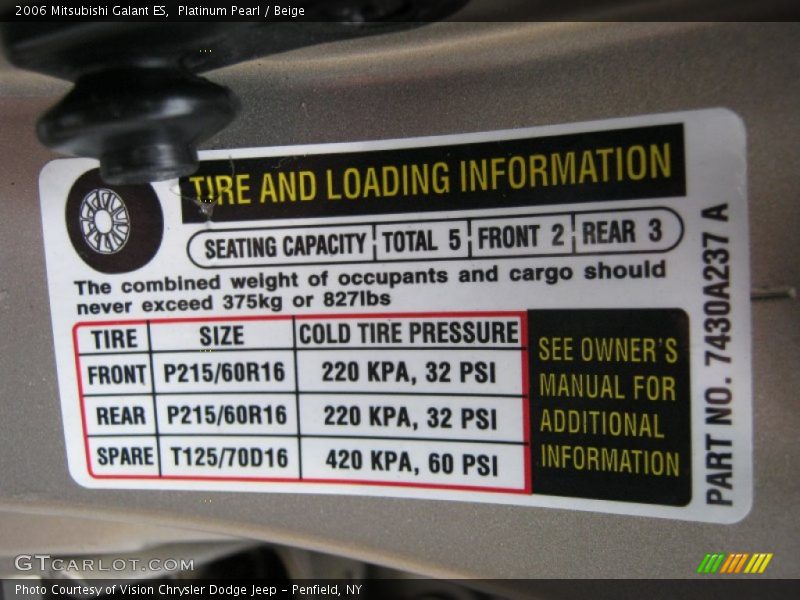 2006 Mitsubishi Galant ES, Platinum Pearl / Beige
TIRE AND LOADING INFORMATION
SEATING CAPACITY TOTAL 5 FRONT 2 REAR 3
The combined weight of occupants and cargo should
never exceed 375kg or 827lbs
TIRE SIZE COLD TIRE PRESSURE
FRONT P215/60R16 220 KPA, 32 PSI
REAR P215/60R16 220 KPA, 32 PSI
SPARE T125/70D16 420 KPA, 60 PSI
SEE OWNER'S
MANUAL FOR
ADDITIONAL
INFORMATION
PART NO. 7430A237 A
GTCARLOT.COM
Photo Courtesy of Vision Chrysler Dodge Jeep - Penfield, NY